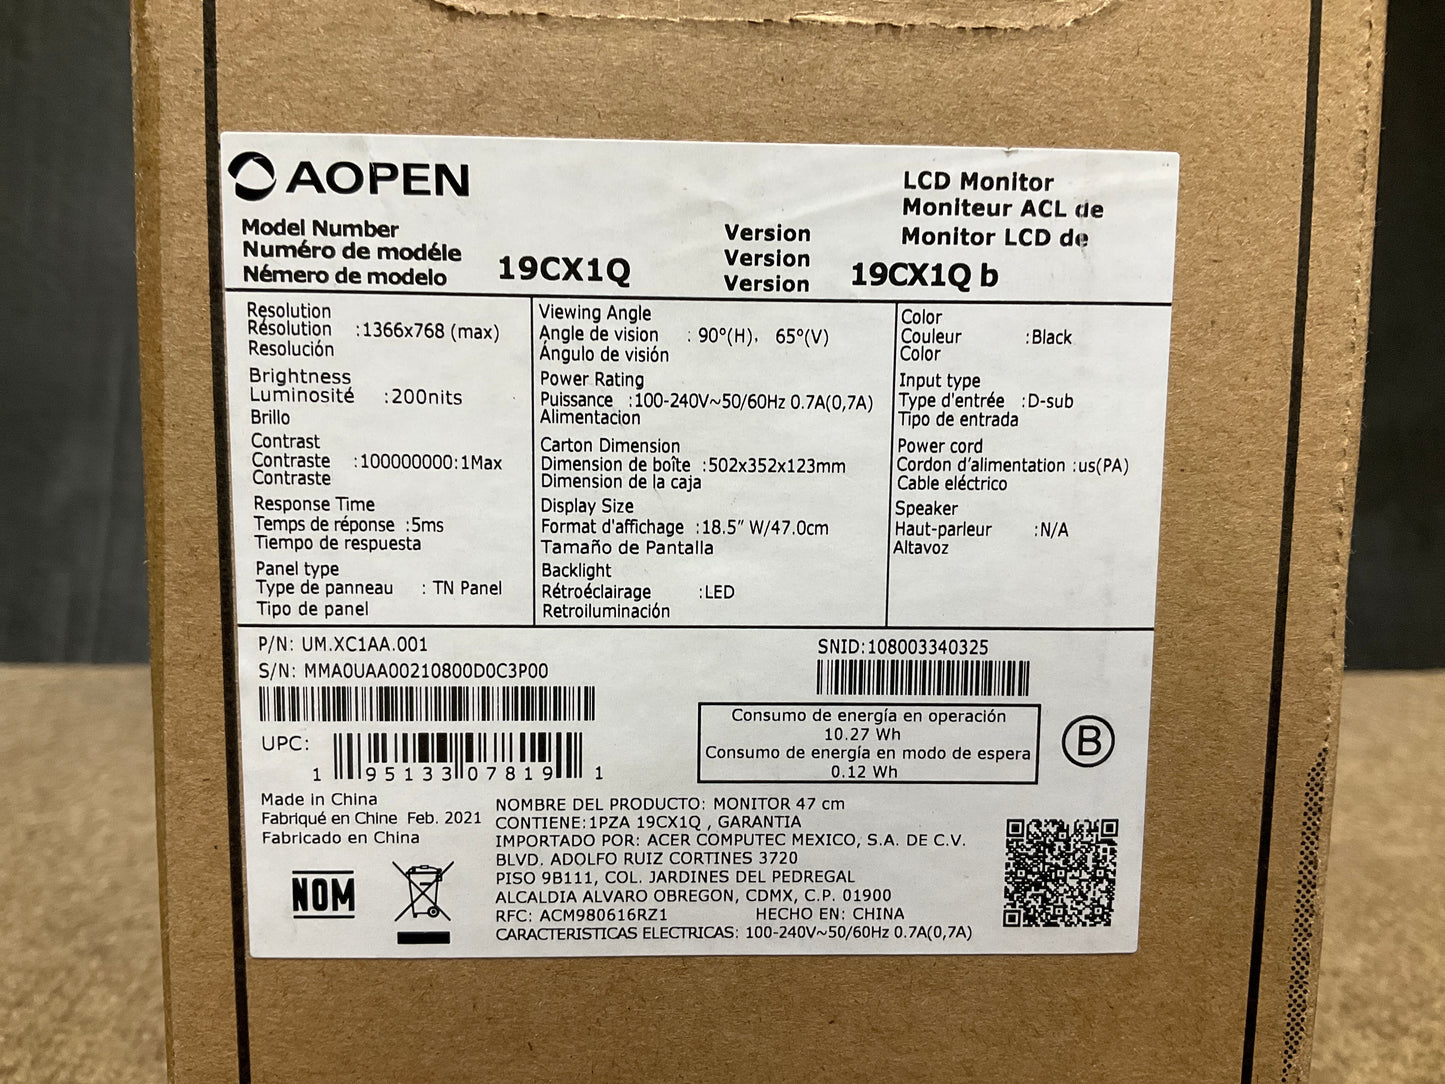 AOPEN
LCD Monitor
Moniteur ACL de
Monitor LCD de
Model Number
Numéro de modéle
Némero de modelo
19CX1Q
Version
Version
Version
19CX1Q b
Resolution
Résolution :1366x768 (max)
Resolución
Brightness
Luminosité :200nits
Brillo
Contrast
Contraste :100000000:1Max
Contraste
Response Time
Temps de réponse :5ms
Tiempo de respuesta
Panel type
Type de panneau : TN Panel
Tipo de panel
Viewing Angle
Angle de vision : 90°(H), 65°(V)
Ángulo de visión
Power Rating
Puissance :100-240V~50/60Hz 0.7A(0,7A)
Alimentacion
Carton Dimension
Dimension de boîte :502x352x123mm
Dimension de la caja
Display Size
Format d'affichage :18.5” W/47.0cm
Tamaño de Pantalla
Backlight
Rétroéclairage :LED
Retroiluminación
Color
Couleur :Black
Color
Input type
Type d'entrée :D-sub
Tipo de entrada
Power cord
Cordon d'alimentation :us(PA)
Cable eléctrico
Speaker
Haut-parleur :N/A
Altavoz
P/N: UM.XC1AA.001
S/N: MMA0UAA00210800D0C3P00
SNID:108003340325
UPC:
1 95133 07819 1
Consumo de energía en operación
10.27 Wh
Consumo de energía en modo de espera
0.12 Wh
B
Made in China
Fabriqué en Chine Feb. 2021
Fabricado en China
NOM
NOMBRE DEL PRODUCTO: MONITOR 47 cm
CONTIENE:1PZA 19CX1Q , GARANTIA
IMPORTADO POR: ACER COMPUTEC MEXICO, S.A. DE C.V.
BLVD. ADOLFO RUIZ CORTINES 3720
PISO 9B111, COL. JARDINES DEL PEDREGAL
ALCALDIA ALVARO OBREGON, CDMX, C.P. 01900
RFC: ACM980616RZ1 HECHO EN: CHINA
CARACTERISTICAS ELECTRICAS: 100-240V~50/60Hz 0.7A(0,7A)